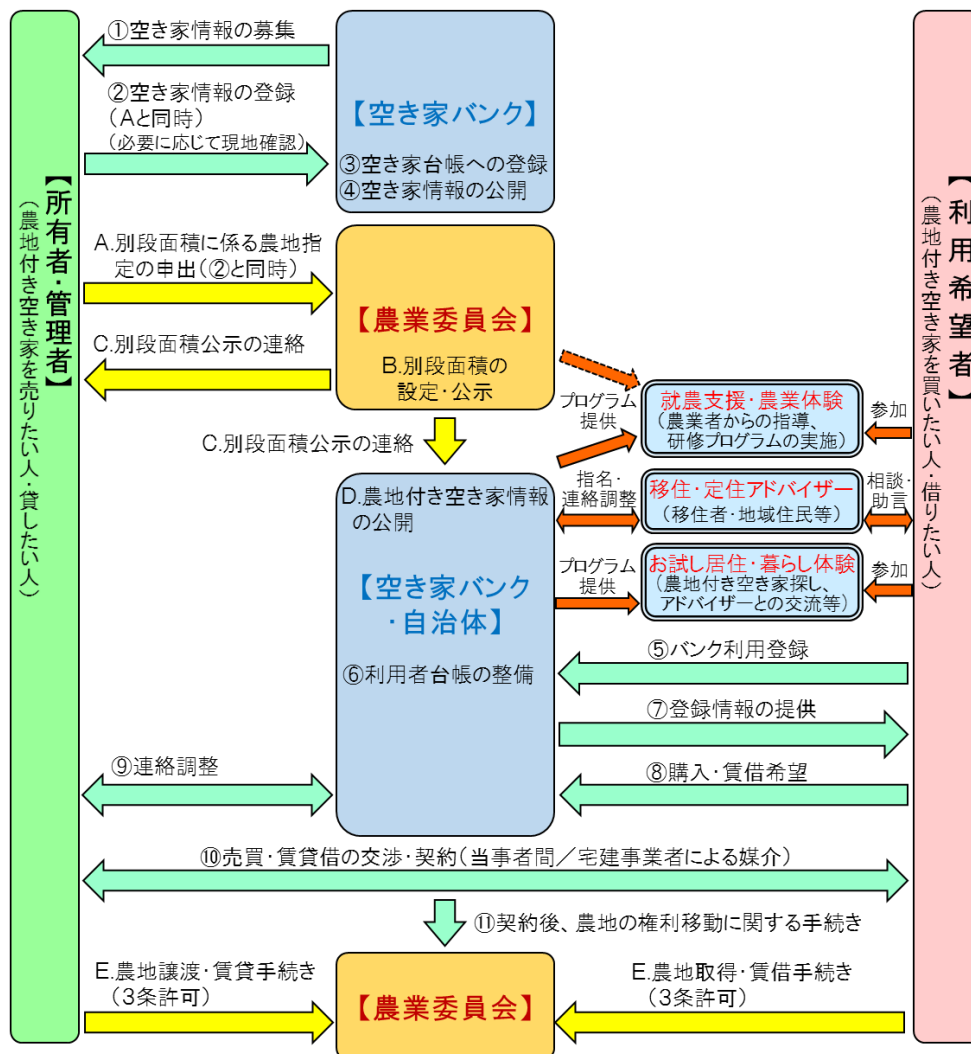 ①空き家情報の募集
②空き家情報の登録
(Aと同時)
(必要に応じて現地確認)
【空き家バンク】
③空き家台帳への登録
④空き家情報の公開
【所有者・管理者】
(農地付き空き家を売りたい人・貸したい人)
【利用希望者】
(農地付き空き家を買いたい人・借りたい人)
A.別段面積に係る農地指
定の申出(②と同時)
【農業委員会】
B.別段面積の
設定・公示
C.別段面積公示の連絡
C.別段面積公示の連絡
プログラム
提供
就農支援・農業体験
(農業者からの指導、
研修プログラムの実施)
参加
D.農地付き空き家情報
の公開
指名・
連絡調整
移住・定住アドバイザー
(移住者・地域住民等)
相談・
助言
プログラム
提供
お試し居住・暮らし体験
(農地付き空き家探し、
アドバイザーとの交流等)
参加
【空き家バンク
・自治体】
⑥利用者台帳の整備
⑤バンク利用登録
⑦登録情報の提供
⑧購入・賃借希望
⑨連絡調整
⑩売買・賃貸借の交渉・契約(当事者間/宅建事業者による媒介)
⑪契約後、農地の権利移動に関する手続き
E.農地譲渡・賃貸手続き
(3条許可)
【農業委員会】
E.農地取得・賃借手続き
(3条許可)